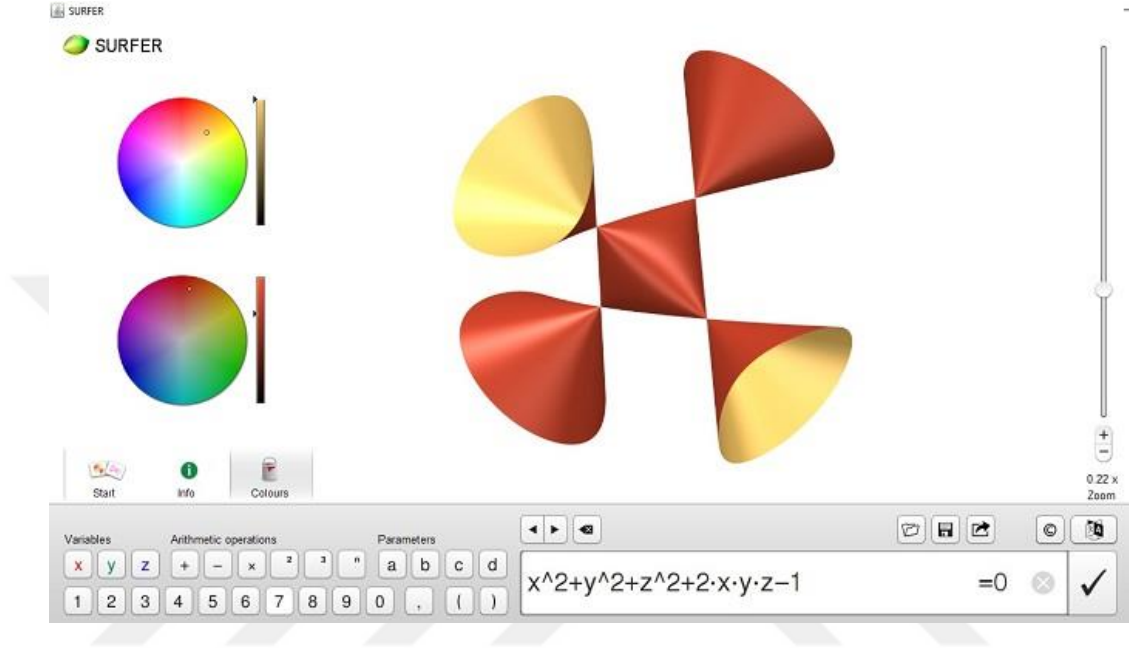 SURFER
SURFER
Start Info Colours
0.22 x
Zoom
Variables Arithmetic operations Parameters
x y z + – × ² ³ ⁿ a b c d
1 2 3 4 5 6 7 8 9 0 , ( )
x^2+y^2+z^2+2·x·y·z–1 =0
+
–
©